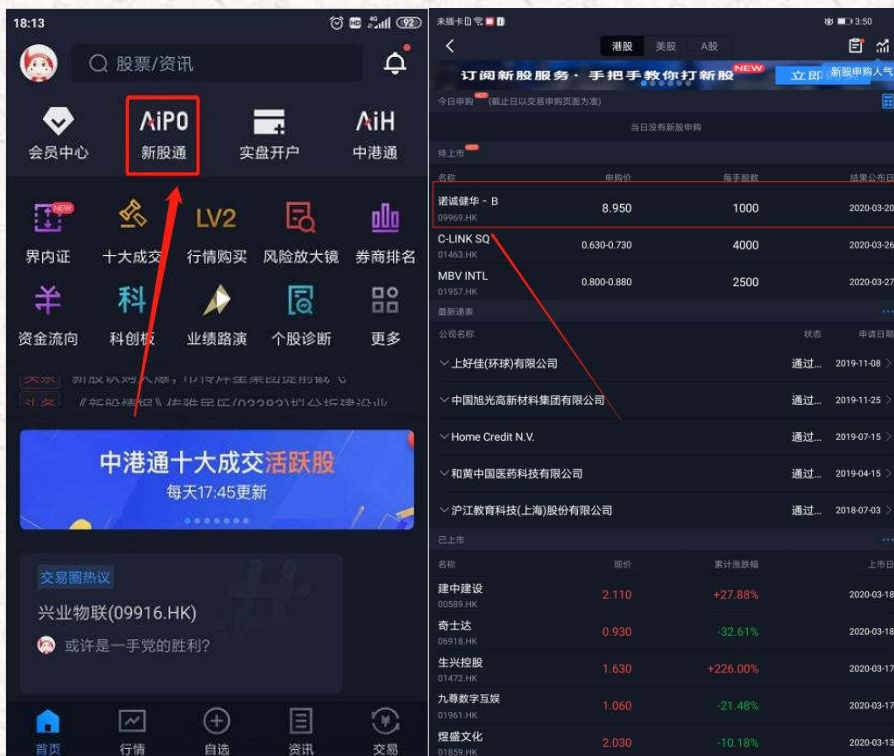 18:13
HD 4G 92
股票/资讯
AiPO
AiH
会员中心
新股通
实盘开户
中港通
NEW
LV2
界内证
十大成交
行情购买
风险放大镜
券商排名
科
资金流向
科创板
业绩路演
个股诊断
更多
中港通十大成交活跃股
每天17:45更新
交易圈热议
兴业物联(09916.HK)
或许是一手党的胜利?
首页
行情
自选
资讯
交易
未插卡
3:50
港股 美股 A股
订阅新股服务·手把手教你打新股 NEW 立即
新股申购人气
今日申购 HOT (截止日以交易申购页面为准)
当日没有新股申购
待上市 HOT
名称 申购价 每手股数 结果公布日
诺诚健华 - B 8.950 1000 2020-03-20
09969.HK
C-LINK SQ 0.630-0.730 4000 2020-03-26
01463.HK
MBV INTL 0.800-0.880 2500 2020-03-27
01957.HK
最新递表 ...
公司名称 状态 申请日期
上好佳(环球)有限公司 通过... 2019-11-08
中国旭光高新材料集团有限公司 通过... 2019-11-25
Home Credit N.V. 通过... 2019-07-15
和黄中国医药科技有限公司 通过... 2019-04-15
沪江教育科技(上海)股份有限公司 通过... 2018-07-03
已上市 ...
名称 现价 累计涨跌幅 上市日
建中建设 2.110 +27.88% 2020-03-18
00589.HK
奇士达 0.930 -32.61% 2020-03-18
06918.HK
生兴控股 1.630 +226.00% 2020-03-17
01472.HK
九尊数字互娱 1.060 -21.48% 2020-03-17
01961.HK
煜盛文化 2.030 -10.18% 2020-03-13
01859.HK